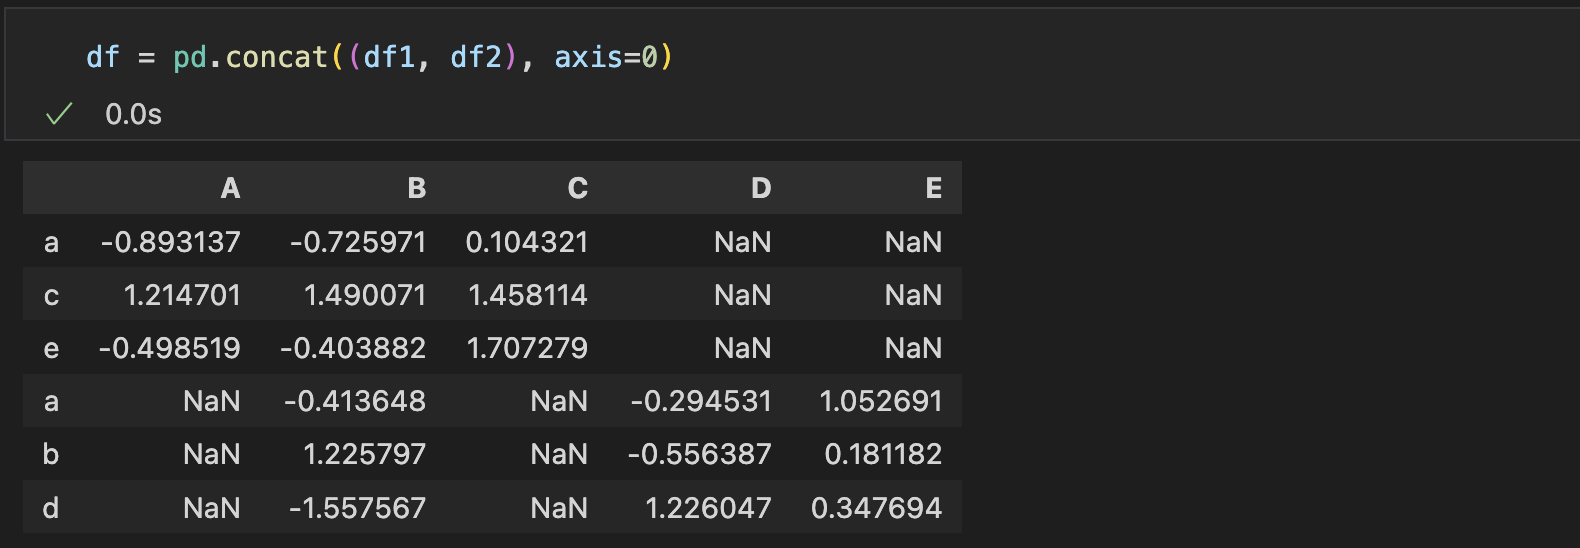 df = pd.concat((df1, df2), axis=0)
0.0s
A B C D E
a -0.893137 -0.725971 0.104321 NaN NaN
c 1.214701 1.490071 1.458114 NaN NaN
e -0.498519 -0.403882 1.707279 NaN NaN
a NaN -0.413648 NaN -0.294531 1.052691
b NaN 1.225797 NaN -0.556387 0.181182
d NaN -1.557567 NaN 1.226047 0.347694